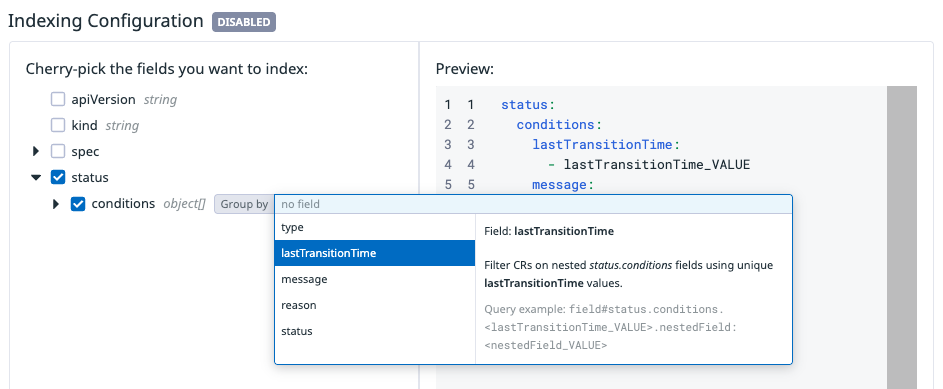 Indexing Configuration DISABLED
Cherry-pick the fields you want to index:
apiVersion string
kind string
spec
status
conditions object[] Group by no field
type
lastTransitionTime
message
reason
status
Field: lastTransitionTime
Filter CRs on nested status.conditions fields using unique
lastTransitionTime values.
Query example: field#status.conditions.
<lastTransitionTime_VALUE>.nestedField:
<nestedField_VALUE>
Preview:
1 1 status:
2 2 conditions:
3 3 lastTransitionTime:
4 4 - lastTransitionTime_VALUE
5 5 message: